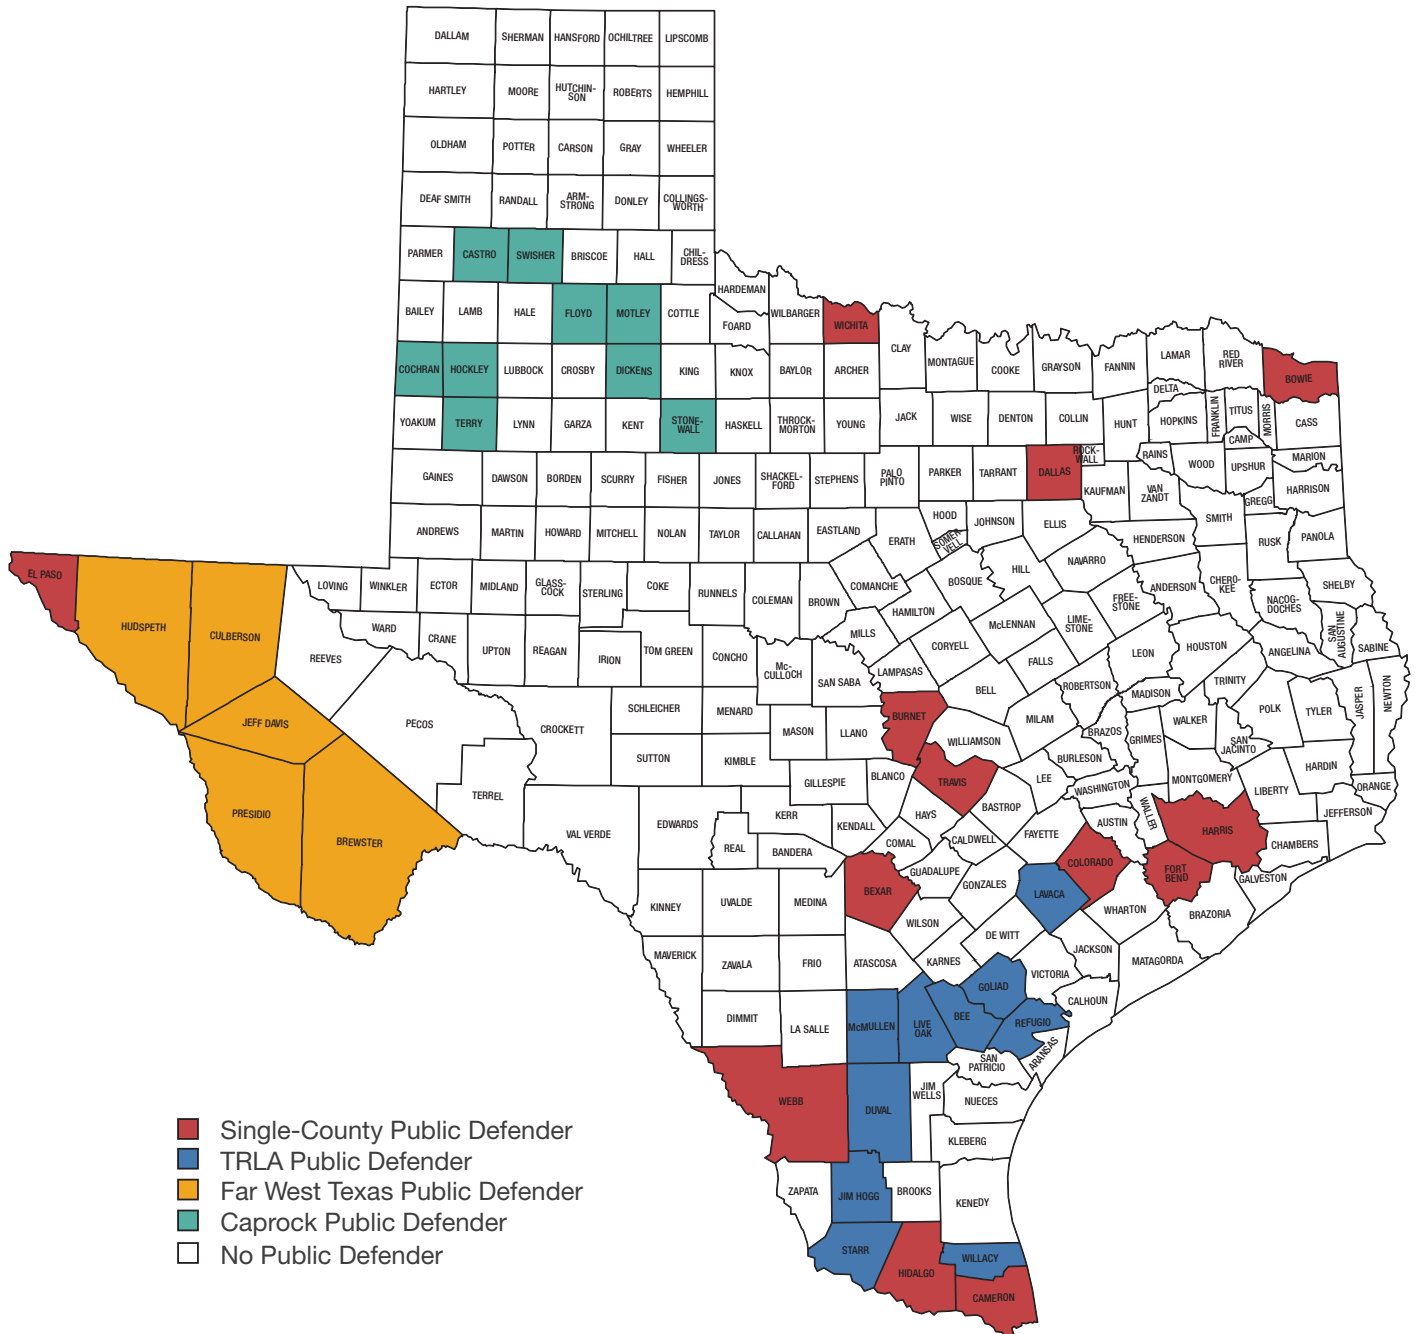 DALLAM SHERMAN HANSFORD OCHILTREE LIPSCOMB
HARTLEY MOORE HUTCHIN-
SON ROBERTS HEMPHILL
OLDHAM POTTER CARSON GRAY WHEELER
DEAF SMITH RANDALL ARM-
STRONG DONLEY COLLINGS-
WORTH
PARMER CASTRO SWISHER BRISCOE HALL CHIL-
DRESS
HARDEMAN
BAILEY LAMB HALE FLOYD MOTLEY COTTLE FOARD WILBARGER WICHITA
CLAY MONTAGUE COOKE GRAYSON FANNIN LAMAR RED
RIVER BOWIE
COCHRAN HOCKLEY LUBBOCK CROSBY DICKENS KING KNOX BAYLOR ARCHER
DELTA
YOAKUM TERRY LYNN GARZA KENT STONE-
WALL HASKELL THROCK-
MORTON YOUNG JACK WISE DENTON COLLIN HUNT HOPKINS FRANKLIN TITUS MORRIS CASS
CAMP
ROCK-
WALL RAINS WOOD UPSHUR MARION
GAINES DAWSON BORDEN SCURRY FISHER JONES SHACKEL-
FORD STEPHENS PALO
PINTO PARKER TARRANT DALLAS KAUFMAN VAN
ZANDT GREGG HARRISON
SMITH
ANDREWS MARTIN HOWARD MITCHELL NOLAN TAYLOR CALLAHAN EASTLAND ERATH HOOD SOMER-
VELL JOHNSON ELLIS HENDERSON RUSK PANOLA
EL PASO HUDSPETH CULBERSON
LOVING WINKLER ECTOR MIDLAND GLASS-
COCK STERLING COKE RUNNELS COLEMAN BROWN COMANCHE BOSQUE HILL NAVARRO ANDERSON CHERO-
KEE SHELBY
HAMILTON FREE-
STONE NACOG-
DOCHES
WARD CRANE UPTON REAGAN IRION TOM GREEN CONCHO MILLS McLENNAN LIME-
STONE SAN
AUGUSTINE SABINE
REEVES Mc-
CULLOCH SAN SABA LAMPASAS CORYELL FALLS LEON HOUSTON ANGELINA
BELL ROBERTSON MADISON TRINITY
JEFF DAVIS PECOS CROCKETT SCHLEICHER MENARD MASON LLANO BURNET MILAM BRAZOS GRIMES WALKER SAN
JACINTO POLK TYLER JASPER NEWTON
WILLIAMSON
SUTTON KIMBLE BURLESON
GILLESPIE BLANCO TRAVIS LEE WASHINGTON MONTGOMERY LIBERTY HARDIN ORANGE
PRESIDIO TERREL BASTROP WALLER JEFFERSON
BREWSTER VAL VERDE EDWARDS KERR KENDALL HAYS CALDWELL FAYETTE AUSTIN HARRIS CHAMBERS
REAL BANDERA COMAL
GUADALUPE COLORADO FORT
BEND GALVESTON
KINNEY UVALDE MEDINA BEXAR GONZALES LAVACA
WILSON WHARTON BRAZORIA
DE WITT
MAVERICK ZAVALA FRIO ATASCOSA KARNES JACKSON MATAGORDA
VICTORIA
GOLIAD CALHOUN
DIMMIT LA SALLE McMULLEN LIVE
OAK BEE REFUGIO
ARANSAS
SAN
PATRICIO
WEBB DUVAL JIM
WELLS NUECES
KLEBERG
ZAPATA JIM HOGG BROOKS KENEDY
STARR HIDALGO WILLACY
CAMERON
Single-County Public Defender
TRLA Public Defender
Far West Texas Public Defender
Caprock Public Defender
No Public Defender